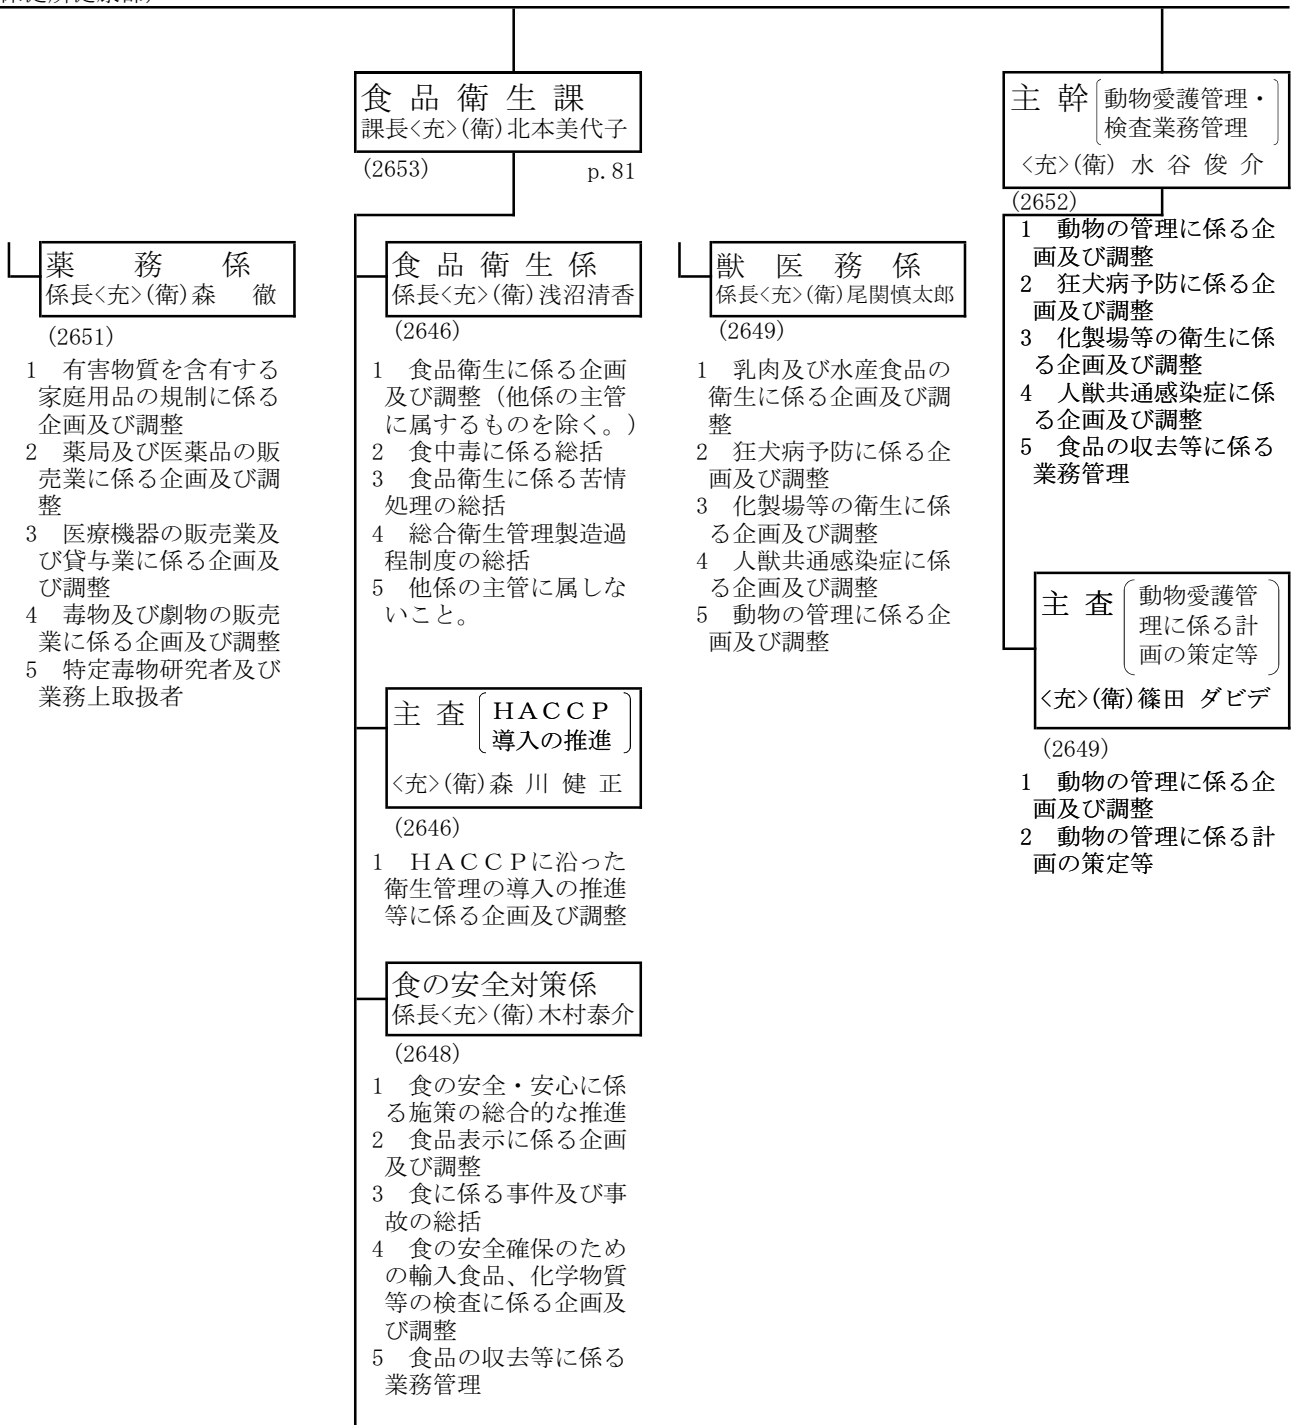 食品衛生課
課長<充>(衛)北本美代子
(2653)
p.81
薬務係
係長<充>(衛)森　徹
(2651)
1　有害物質を含有する
家庭用品の規制に係る
企画及び調整
2　薬局及び医薬品の販
売業に係る企画及び調
整
3　医療機器の販売業及
び貸与業に係る企画及
び調整
4　毒物及び劇物の販売
業に係る企画及び調整
5　特定毒物研究者及び
業務上取扱者
食品衛生係
係長<充>(衛)浅沼清香
(2646)
1　食品衛生に係る企画
及び調整（他係の主管
に属するものを除く。）
2　食中毒に係る総括
3　食品衛生に係る苦情
処理の総括
4　総合衛生管理製造過
程制度の総括
5　他係の主管に属しな
いこと。
主査
ＨＡＣＣＰ
導入の推進
<充>(衛)森川健正
(2646)
1　ＨＡＣＣＰに沿った
衛生管理の導入の推進
等に係る企画及び調整
食の安全対策係
係長<充>(衛)木村泰介
(2648)
1　食の安全・安心に係
る施策の総合的な推進
2　食品表示に係る企画
及び調整
3　食に係る事件及び事
故の総括
4　食の安全確保のため
の輸入食品、化学物質
等の検査に係る企画及
び調整
5　食品の収去等に係る
業務管理
獣医務係
係長<充>(衛)尾関慎太郎
(2649)
1　乳肉及び水産食品の
衛生に係る企画及び調
整
2　狂犬病予防に係る企
画及び調整
3　化製場等の衛生に係
る企画及び調整
4　人獣共通感染症に係
る企画及び調整
5　動物の管理に係る企
画及び調整
主幹
動物愛護管理・
検査業務管理
<充>(衛)水谷俊介
(2652)
1　動物の管理に係る企
画及び調整
2　狂犬病予防に係る企
画及び調整
3　化製場等の衛生に係
る企画及び調整
4　人獣共通感染症に係
る企画及び調整
5　食品の収去等に係る
業務管理
主査
動物愛護管
理に係る計
画の策定等
<充>(衛)篠田 ダビデ
(2649)
1　動物の管理に係る企
画及び調整
2　動物の管理に係る計
画の策定等